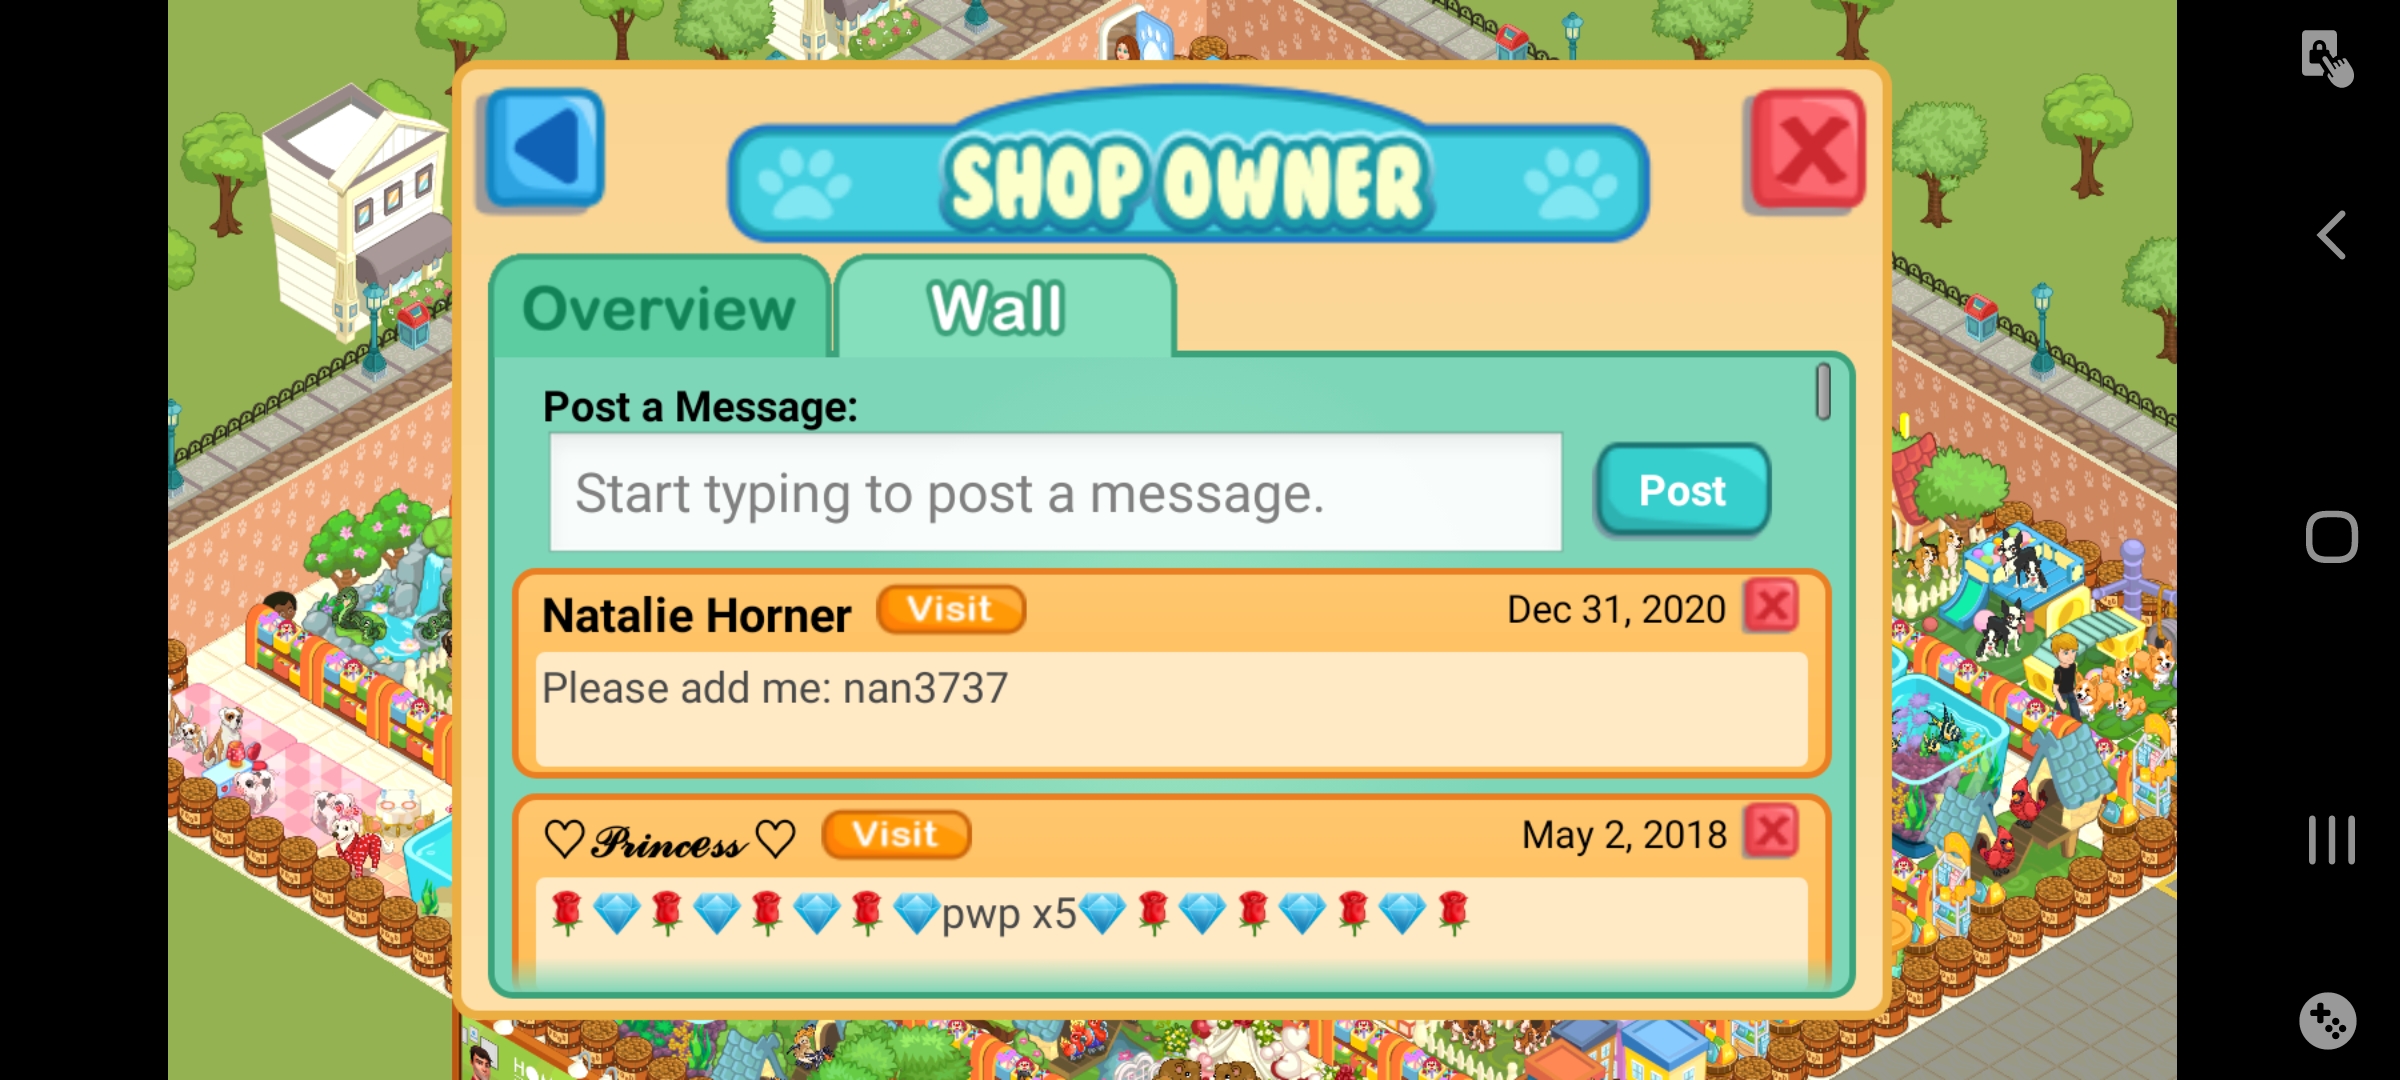 SHOP OWNER
Overview
Wall
Post a Message:
Start typing to post a message.
Post
Natalie Horner
Visit
Dec 31, 2020
Please add me: nan3737
♡𝓟𝓻𝓲𝓷𝓬𝓮𝓼𝓼♡
Visit
May 2, 2018
🌹💎🌹💎🌹💎🌹💎pwp x5💎🌹💎🌹💎🌹💎🌹